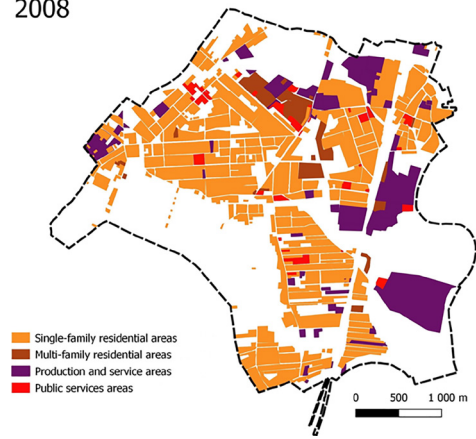 2008
Single-family residential areas
Multi-family residential areas
Production and service areas
Public services areas
0 500 1 000 m